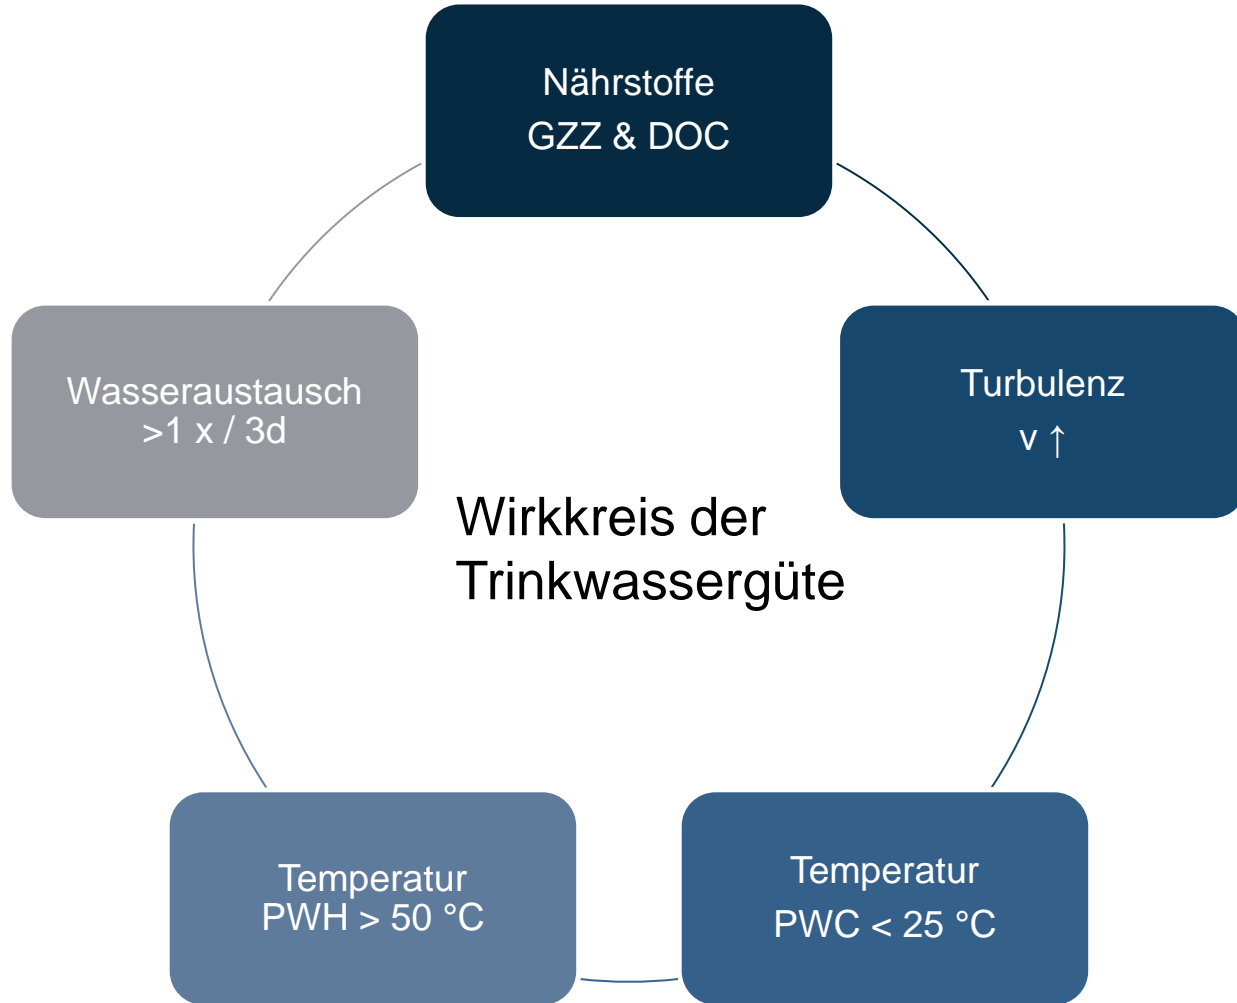 Nährstoffe
GZZ & DOC
Turbulenz
v ↑
Temperatur
PWC < 25 °C
Temperatur
PWH > 50 °C
Wasseraustausch
>1 x / 3d
Wirkkreis der
Trinkwassergüte